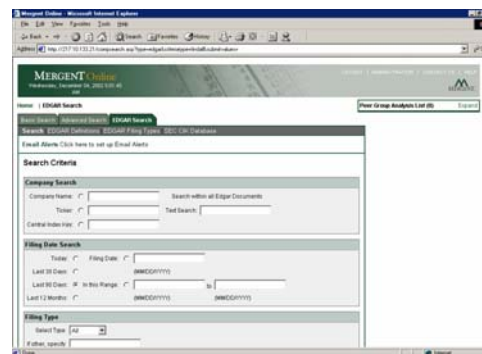 Mergent Online - Microsoft Internet Explorer
File Edit View Favorites Tools Help
Back Search Favorites History
Address
MERGENT Online
Wednesday, December 04, 2002
Home | EDGAR Search
Peer Group Analysis List (0) Expand
Basic Search Advanced Search EDGAR Search
Search EDGAR Definitions EDGAR Filing Types SEC CIK Database
Email Alerts Click here to set up Email Alerts
Search Criteria
Company Search
Company Name: Search within all Edgar Documents
Ticker: Text Search:
Central Index Key:
Filing Date Search
Today: Filing Date:
Last 30 Days: (MM/DD/YYYY)
Last 90 Days: In this Range: to
Last 12 Months: (MM/DD/YYYY) (MM/DD/YYYY)
Filing Type
Select Type: All
If other, specify:
Internet